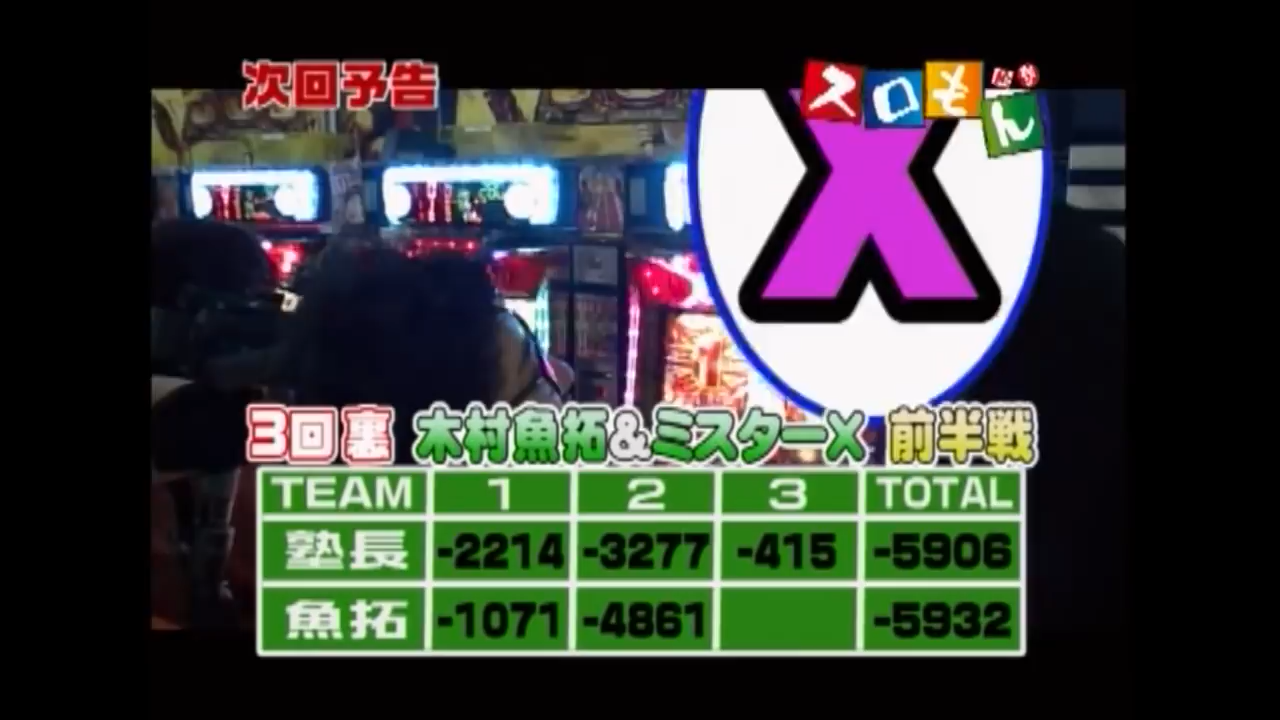 次回予告
スロもん
X
3回裏 木村魚拓&ミスターX 前半戦
TEAM 1 2 3 TOTAL
塾長 -2214 -3277 -415 -5906
魚拓 -1071 -4861 -5932